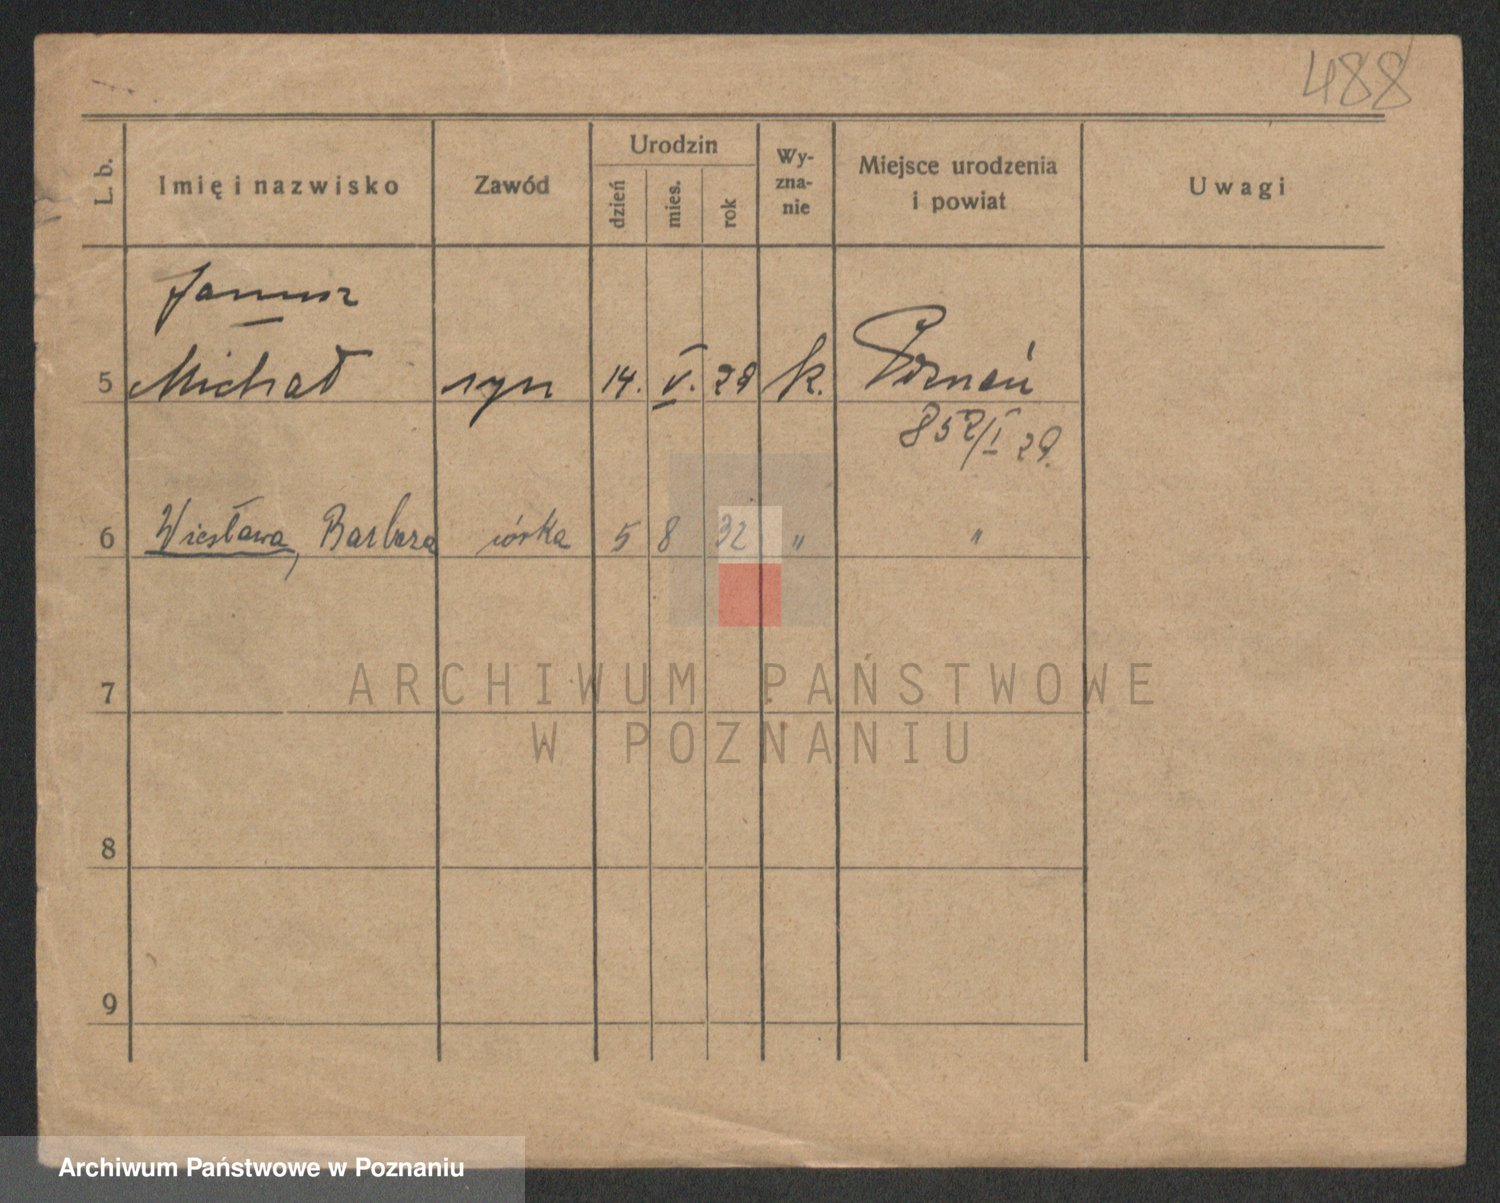 488
L. b.
Imię i nazwisko
Zawód
Urodzin
dzień
mies.
rok
Wy-
zna-
nie
Miejsce urodzenia
i powiat
Uwagi
Janusz
5 Michał syn 14. V. 29 k. Poznań
852/I 29.
6 Wiesława, Barbara córka 5 8 32 " "
7
8
9
ARCHIWUM PAŃSTWOWE
W POZNANIU
Archiwum Państwowe w Poznaniu